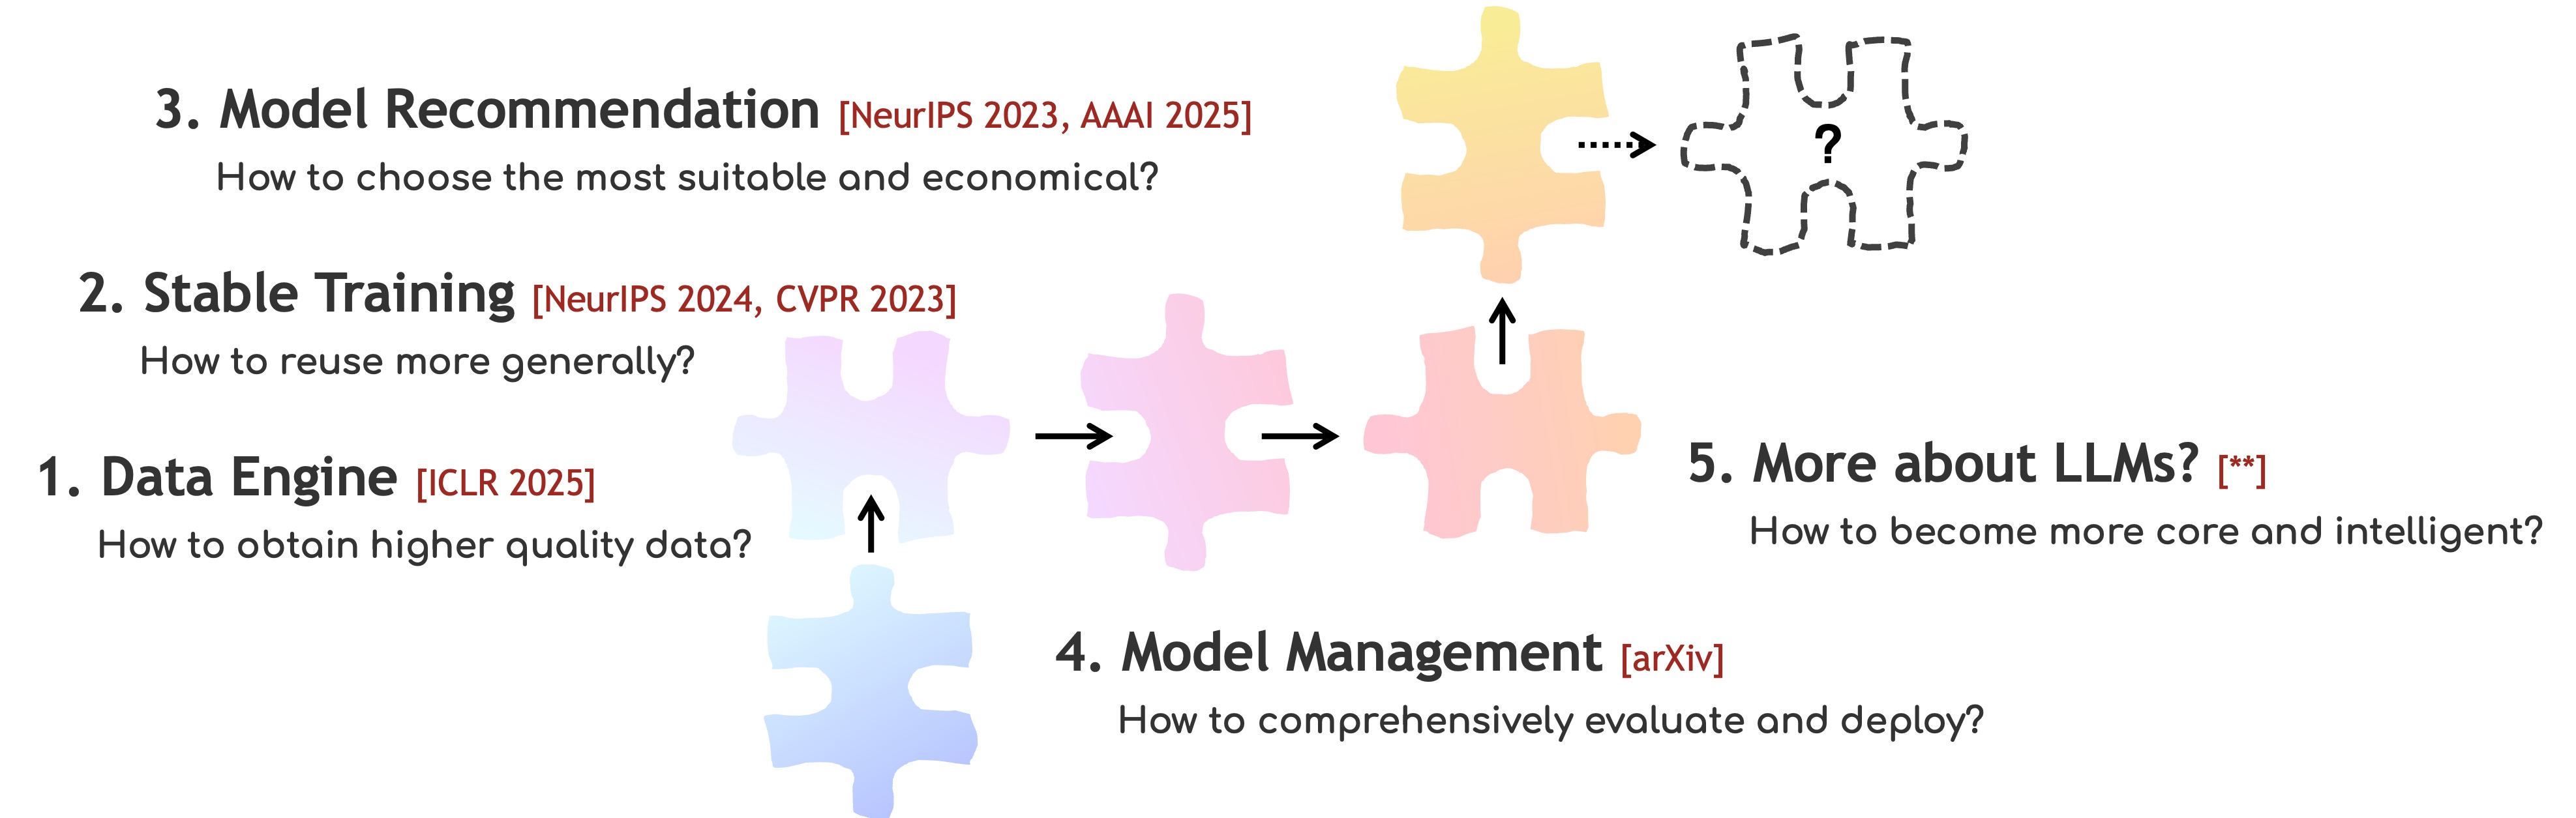 3. Model Recommendation [NeurIPS 2023, AAAI 2025]
How to choose the most suitable and economical?
?
2. Stable Training [NeurIPS 2024, CVPR 2023]
How to reuse more generally?
1. Data Engine [ICLR 2025]
How to obtain higher quality data?
5. More about LLMs? [**]
How to become more core and intelligent?
4. Model Management [arXiv]
How to comprehensively evaluate and deploy?